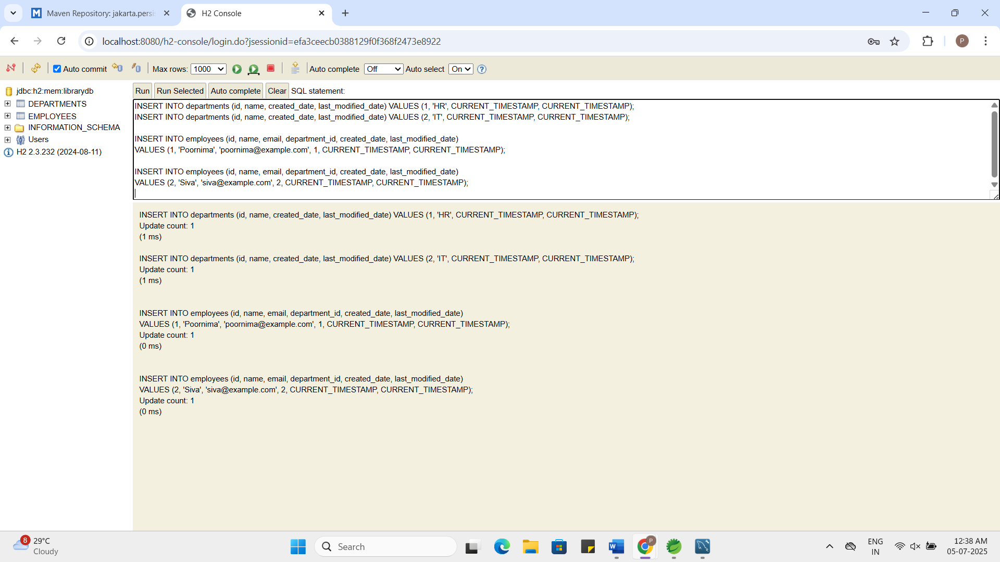 Maven Repository: jakarta.persis
H2 Console
localhost:8080/h2-console/login.do?jsessionid=efa3ceecb0388129f0f368f2473e8922
P
Auto commit
Max rows: 1000
Auto complete Off
Auto select On
jdbc:h2:mem:librarydb
DEPARTMENTS
EMPLOYEES
INFORMATION_SCHEMA
Users
H2 2.3.232 (2024-08-11)
Run Run Selected Auto complete Clear SQL statement:
INSERT INTO departments (id, name, created_date, last_modified_date) VALUES (1, 'HR', CURRENT_TIMESTAMP, CURRENT_TIMESTAMP);
INSERT INTO departments (id, name, created_date, last_modified_date) VALUES (2, 'IT', CURRENT_TIMESTAMP, CURRENT_TIMESTAMP);
INSERT INTO employees (id, name, email, department_id, created_date, last_modified_date)
VALUES (1, 'Poornima', 'poornima@example.com', 1, CURRENT_TIMESTAMP, CURRENT_TIMESTAMP);
INSERT INTO employees (id, name, email, department_id, created_date, last_modified_date)
VALUES (2, 'Siva', 'siva@example.com', 2, CURRENT_TIMESTAMP, CURRENT_TIMESTAMP);
INSERT INTO departments (id, name, created_date, last_modified_date) VALUES (1, 'HR', CURRENT_TIMESTAMP, CURRENT_TIMESTAMP);
Update count: 1
(1 ms)
INSERT INTO departments (id, name, created_date, last_modified_date) VALUES (2, 'IT', CURRENT_TIMESTAMP, CURRENT_TIMESTAMP);
Update count: 1
(1 ms)
INSERT INTO employees (id, name, email, department_id, created_date, last_modified_date)
VALUES (1, 'Poornima', 'poornima@example.com', 1, CURRENT_TIMESTAMP, CURRENT_TIMESTAMP);
Update count: 1
(0 ms)
INSERT INTO employees (id, name, email, department_id, created_date, last_modified_date)
VALUES (2, 'Siva', 'siva@example.com', 2, CURRENT_TIMESTAMP, CURRENT_TIMESTAMP);
Update count: 1
(0 ms)
8
29°C
Cloudy
Search
P
ENG
IN
12:38 AM
05-07-2025